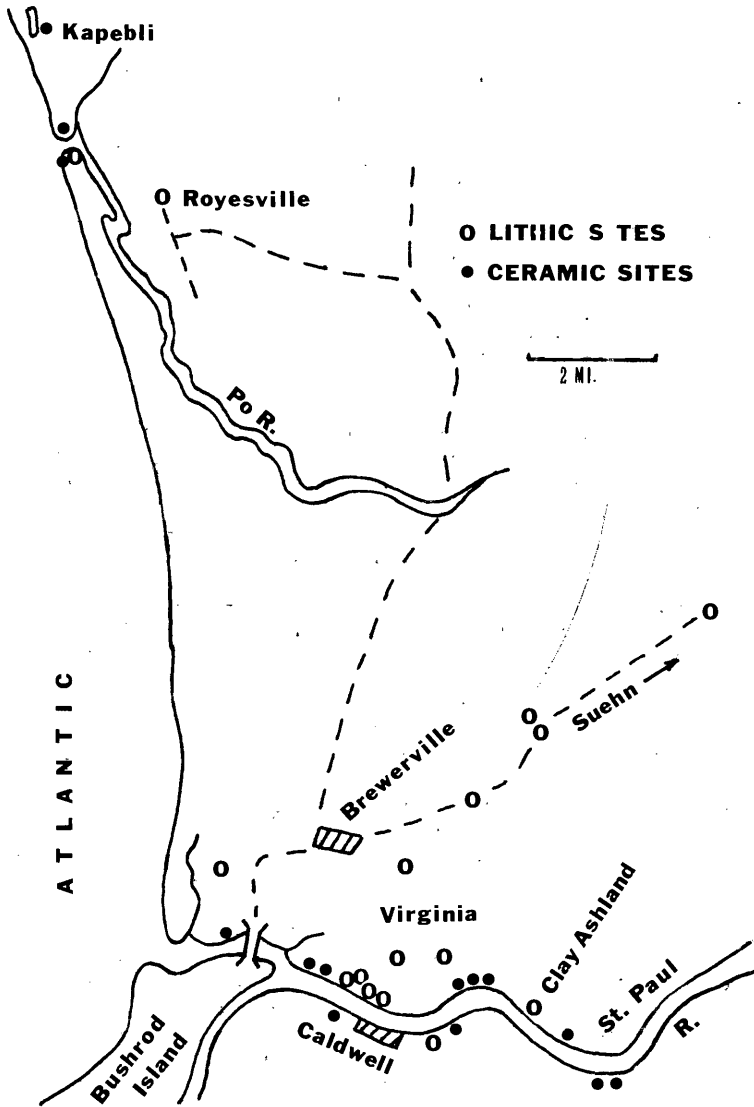 Kapebli
O Royesville
O LITHIC S TES
● CERAMIC SITES
2 MI.
Po R.
ATLANTIC
Suehn
Brewerville
Virginia
Clay Ashland
St. Paul
R.
Caldwell
Bushrod
Island